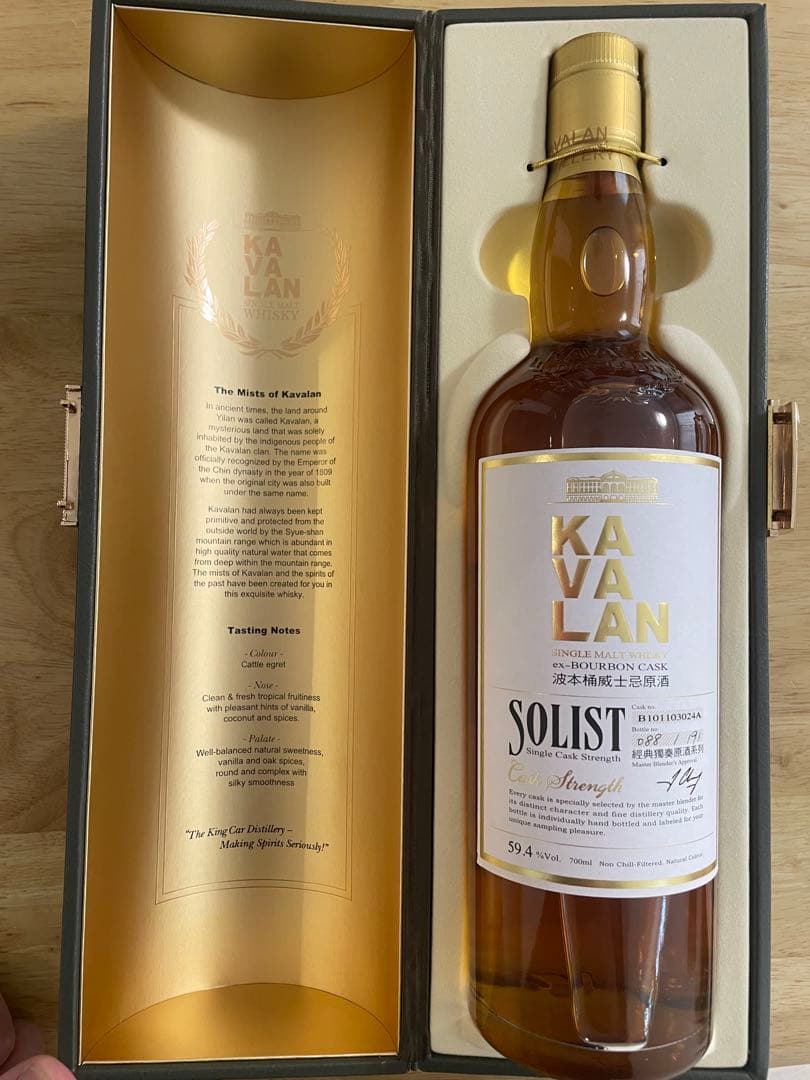 KA
VA
LAN
SINGLE MALT
WHISKY
The Mists of Kavalan
In ancient times, the land around
Yilan was called Kavalan, a
mysterious land that was solely
inhabited by the indigenous people of
the Kavalan clan. The name was
officially recognized by the Emperor of
the Chin dynasty in the year of 1809
when the original city was also built
under the same name.
Kavalan had always been kept
primitive and protected from the
outside world by the Syue-shan
mountain range which is abundant in
high quality natural water that comes
from deep within the mountain range.
The mists of Kavalan and the spirits of
the past have been created for you in
this exquisite whisky.
Tasting Notes
- Colour -
Cattle egret
- Nose -
Clean & fresh tropical fruitiness
with pleasant hints of vanilla,
coconut and spices.
- Palate -
Well-balanced natural sweetness,
vanilla and oak spices,
round and complex with
silky smoothness
"The King Car Distillery –
Making Spirits Seriously!"
VALAN
KA
VA
LAN
SINGLE MALT WHISKY
ex-BOURBON CASK
波本桶威士忌原酒
SOLIST
Single Cask Strength
Cask Strength
Cask no.
B101103024A
Bottle no.
088 / 191
經典獨奏原酒系列
Master Blender's Approval
Every cask is specially selected by the master blender for
its distinct character and fine distillery quality. Each
bottle is individually hand bottled and labeled for your
unique sampling pleasure.
59.4 %Vol. 700ml Non Chill-Filtered, Natural Colour